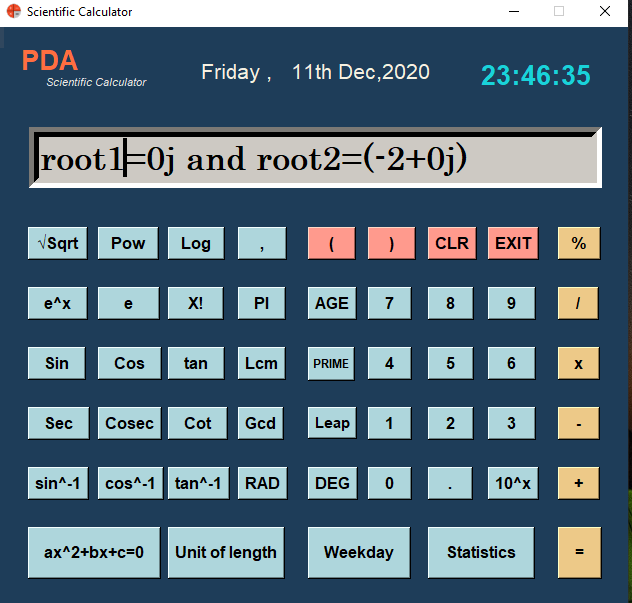 Scientific Calculator
PDA
Scientific Calculator
Friday , 11th Dec,2020
23:46:35
root1=0j and root2=(-2+0j)
√Sqrt Pow Log , ( ) CLR EXIT %
e^x e X! PI AGE 7 8 9 /
Sin Cos tan Lcm PRIME 4 5 6 x
Sec Cosec Cot Gcd Leap 1 2 3 -
sin^-1 cos^-1 tan^-1 RAD DEG 0 . 10^x +
ax^2+bx+c=0 Unit of length Weekday Statistics =